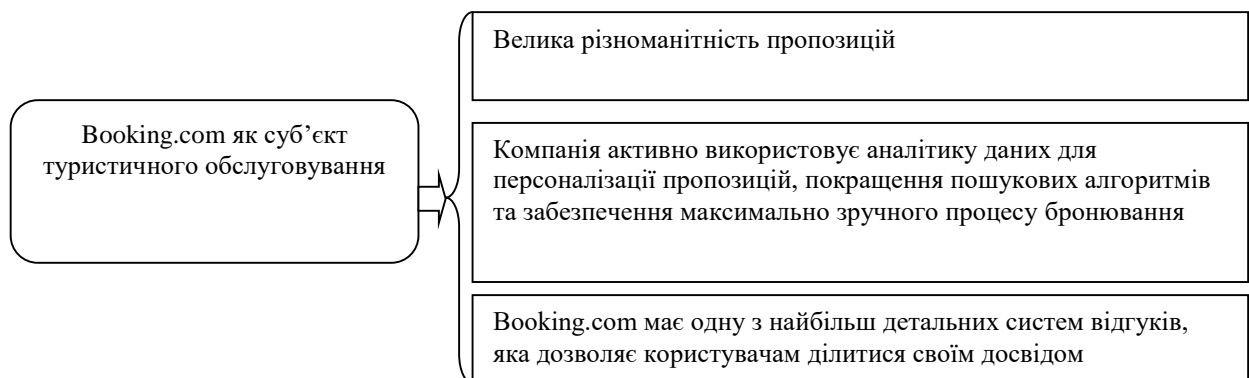 Велика різноманітність пропозицій
Booking.com як суб’єкт
туристичного обслуговування
Компанія активно використовує аналітику даних для
персоналізації пропозицій, покращення пошукових алгоритмів
та забезпечення максимально зручного процесу бронювання
Booking.com має одну з найбільш детальних систем відгуків,
яка дозволяє користувачам ділитися своїм досвідом